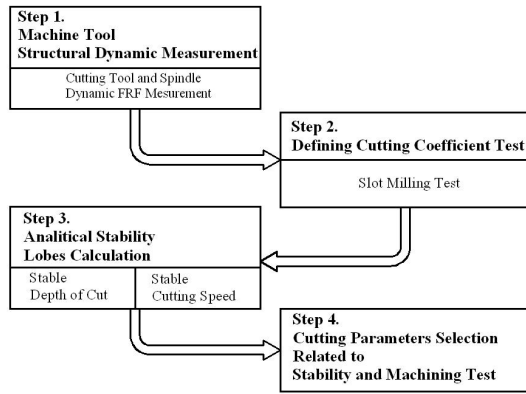 Step 1.
Machine Tool
Structural Dynamic Measurement
Cutting Tool and Spindle
Dynamic FRF Mesurement
Step 2.
Defining Cutting Coefficient Test
Slot Milling Test
Step 3.
Analitical Stability
Lobes Calculation
Stable
Depth of Cut
Stable
Cutting Speed
Step 4.
Cutting Parameters Selection
Related to
Stability and Machining Test